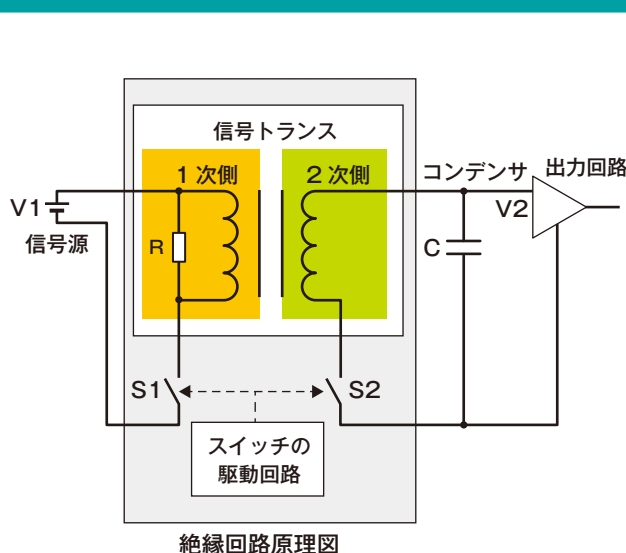 信号トランス
1 次側
2 次側
コンデンサ
出力回路
V1
信号源
R
C
V2
S1
S2
スイッチの
駆動回路
絶縁回路原理図